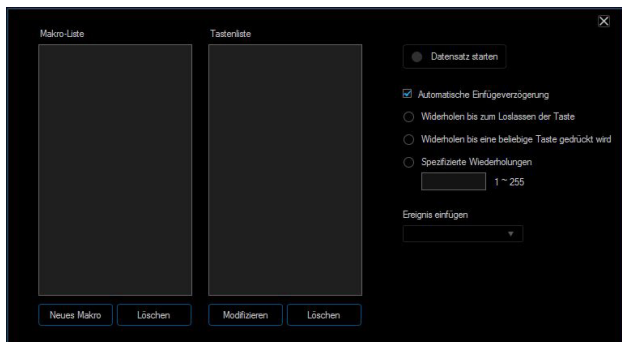 Makro-Liste
Tastenliste
Datensatz starten
Automatische Einfügeverzögerung
Widerholen bis zum Loslassen der Taste
Widerholen bis eine beliebige Taste gedrückt wird
Spezifizierte Wiederholungen
1 ~ 255
Ereignis einfügen
Neues Makro
Löschen
Modifizieren
Löschen